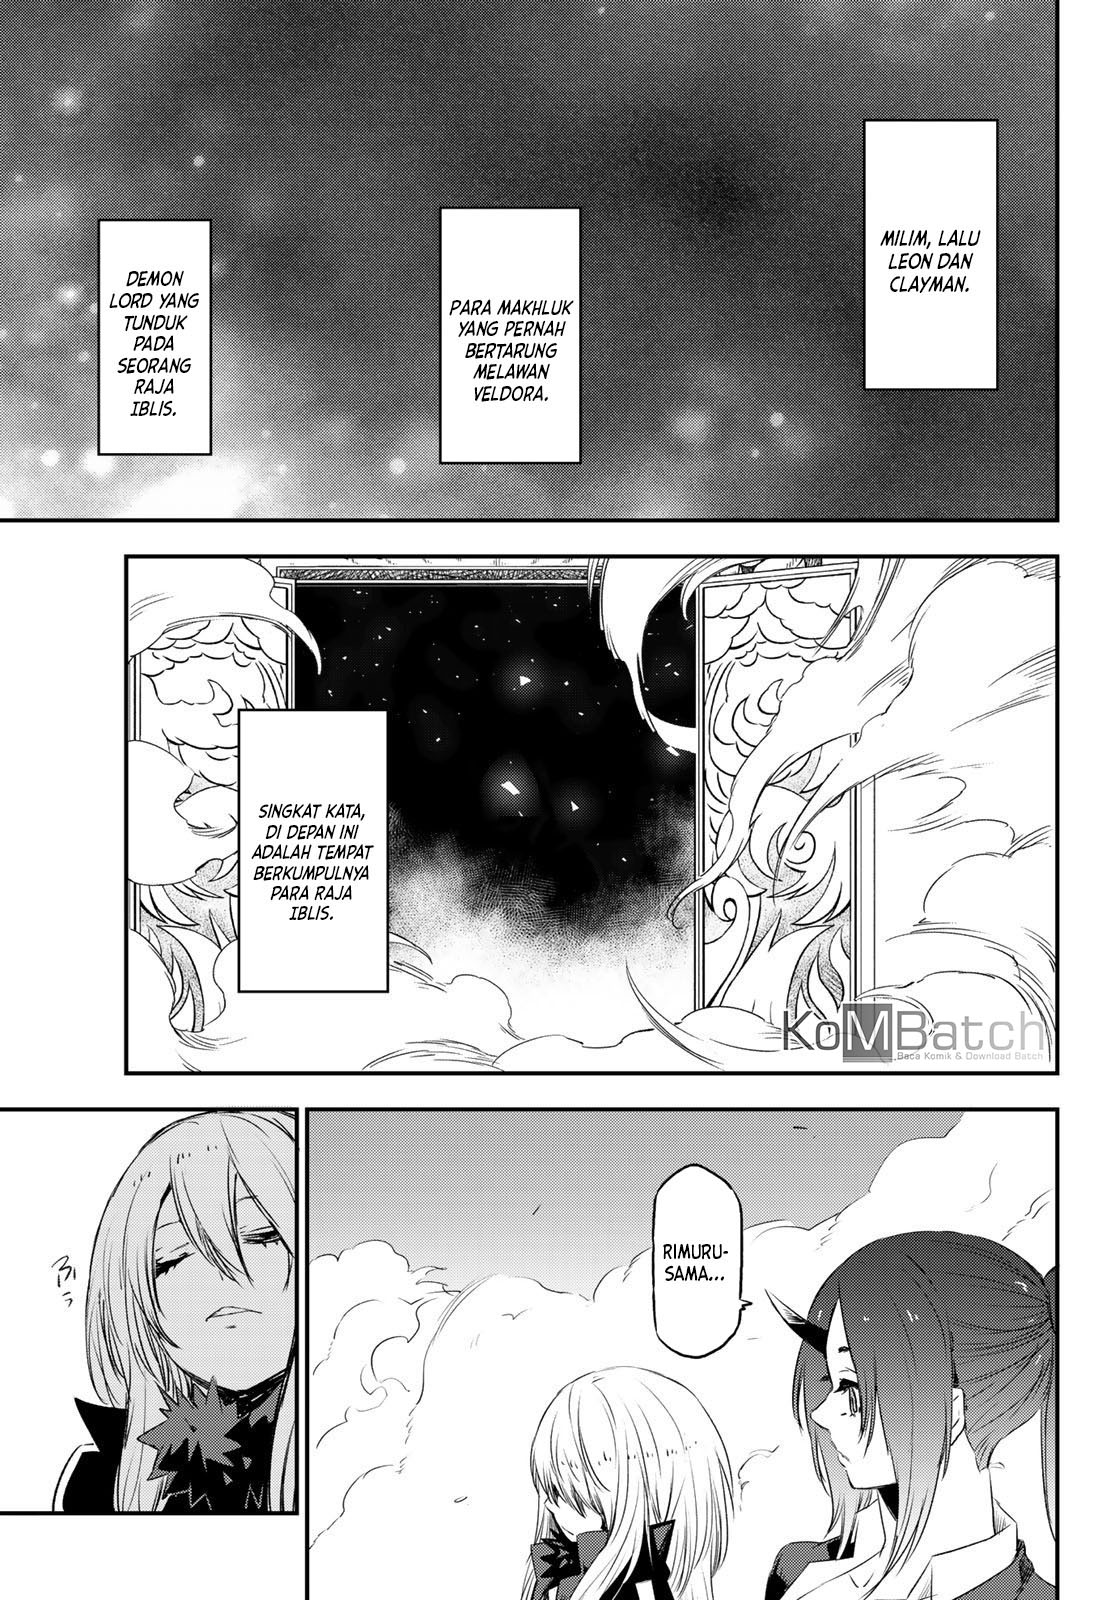 MILIM, LALU
LEON DAN
CLAYMAN.
PARA MAKHLUK
YANG PERNAH
BERTARUNG
MELAWAN
VELDORA.
DEMON
LORD YANG
TUNDUK
PADA
SEORANG
RAJA
IBLIS.
SINGKAT KATA,
DI DEPAN INI
ADALAH TEMPAT
BERKUMPULNYA
PARA RAJA
IBLIS.
KoMBatch
Baca Komik & Download Batch
RIMURU-
SAMA...
ふぅ